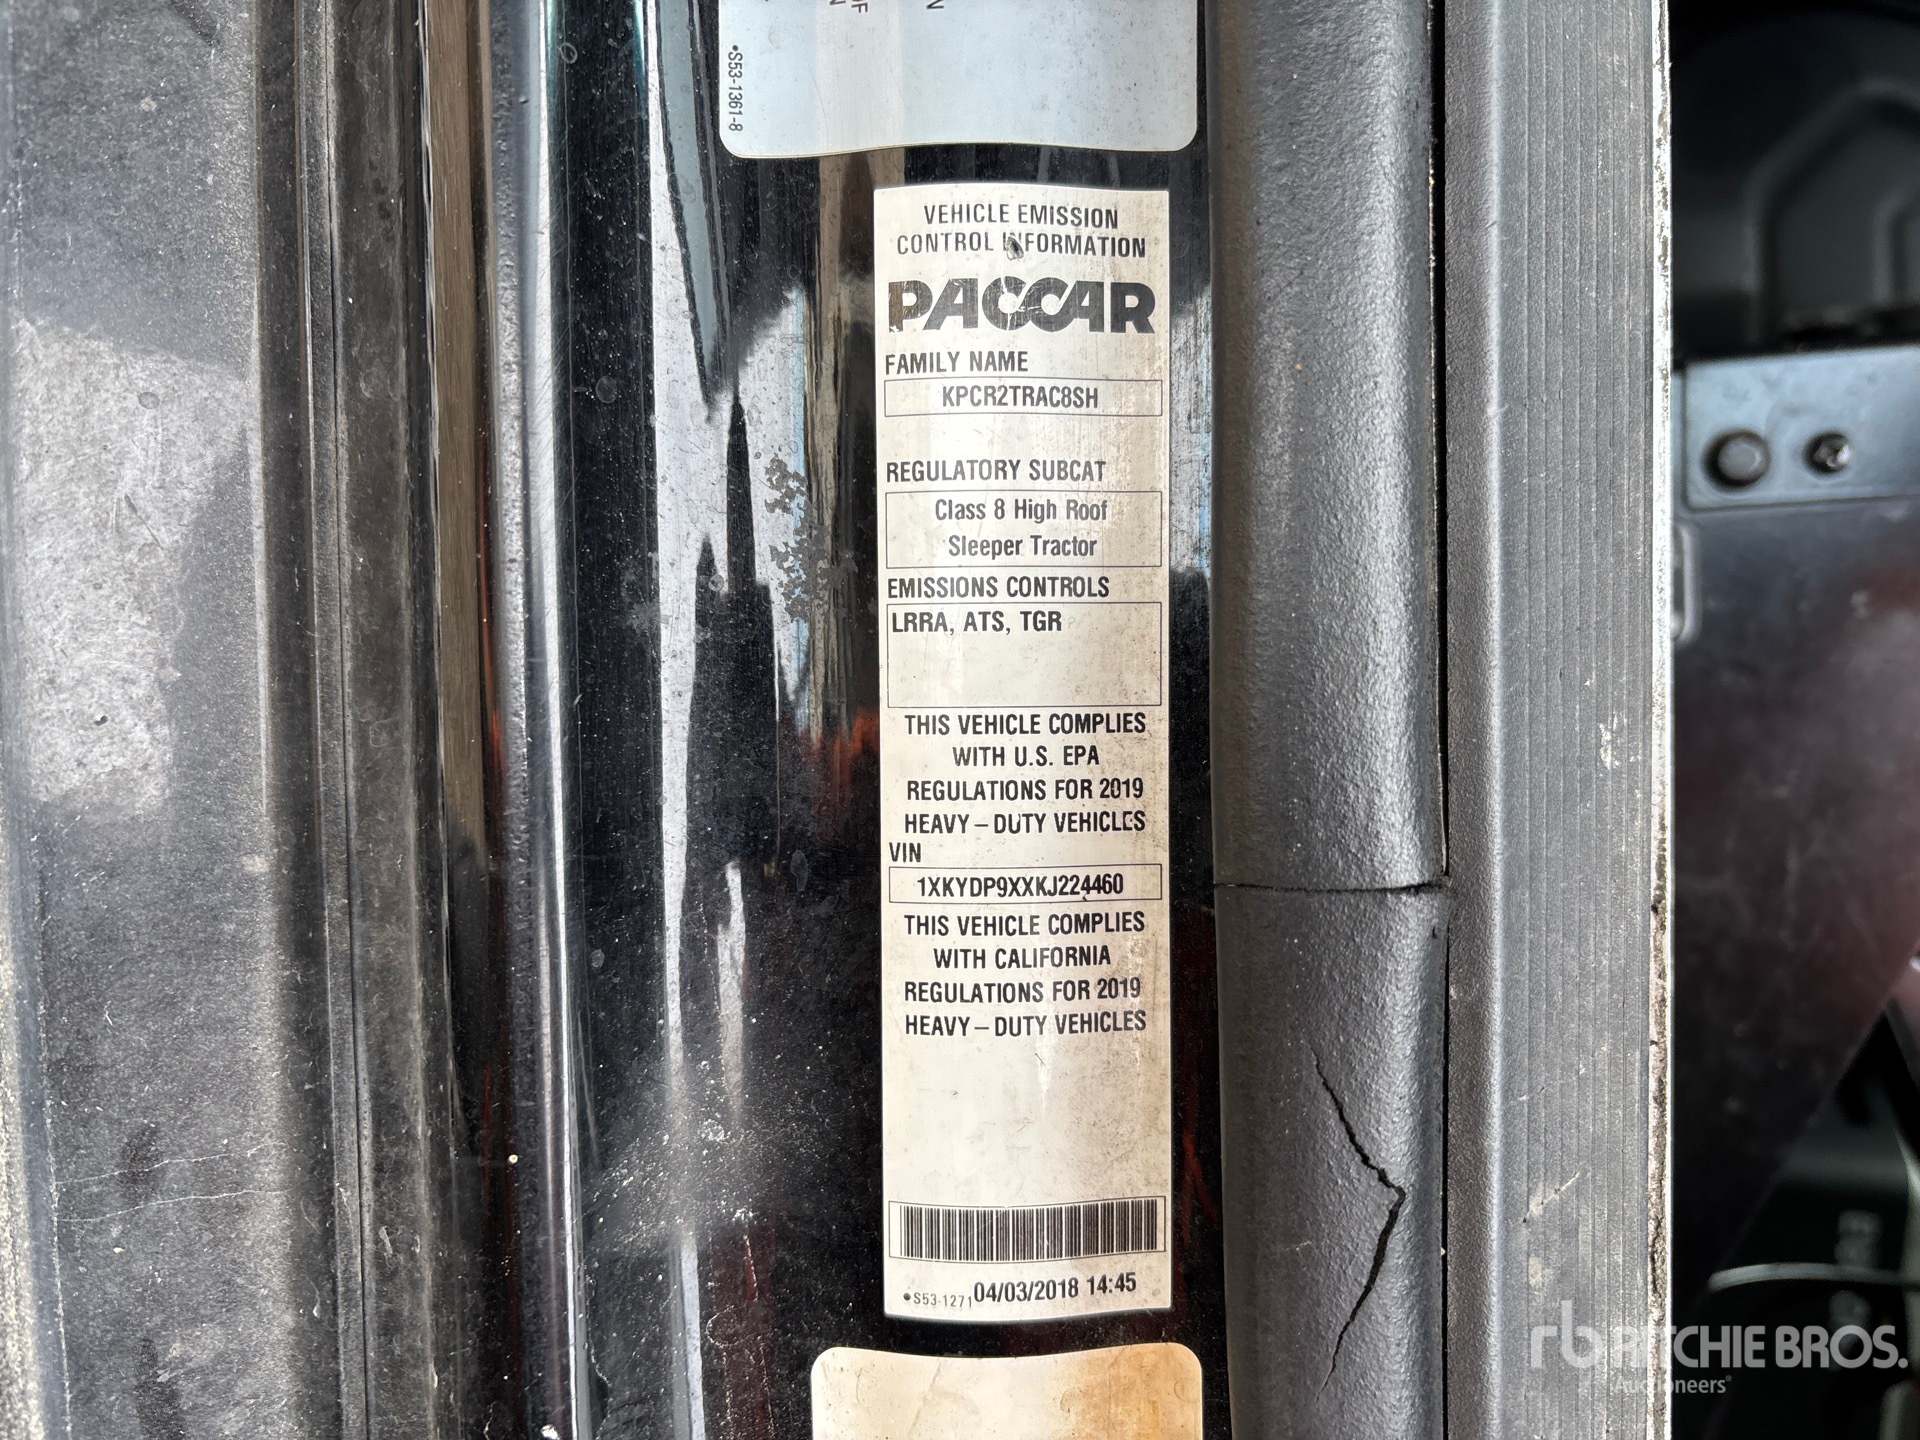 •S53-1361-8
VEHICLE EMISSION
CONTROL INFORMATION
PACCAR
FAMILY NAME
KPCR2TRAC8SH
REGULATORY SUBCAT
Class 8 High Roof
Sleeper Tractor
EMISSIONS CONTROLS
LRRA, ATS, TGR
THIS VEHICLE COMPLIES
WITH U.S. EPA
REGULATIONS FOR 2019
HEAVY-DUTY VEHICLES
VIN
1XKYDP9XXKJ224460
THIS VEHICLE COMPLIES
WITH CALIFORNIA
REGULATIONS FOR 2019
HEAVY-DUTY VEHICLES
•S53-1271 04/03/2018 14:45
rb RITCHIE BROS.
Auctioneers®